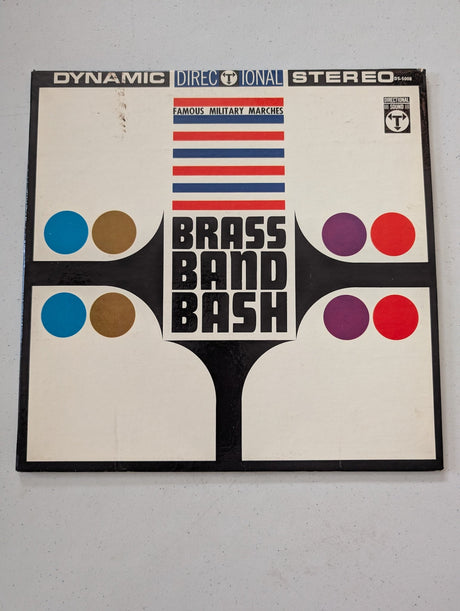 DYNAMIC DIRECTIONAL STEREO DS-5008
FAMOUS MILITARY MARCHES
DIRECTIONAL
SOUND
T
BRASS
BAND
BASH